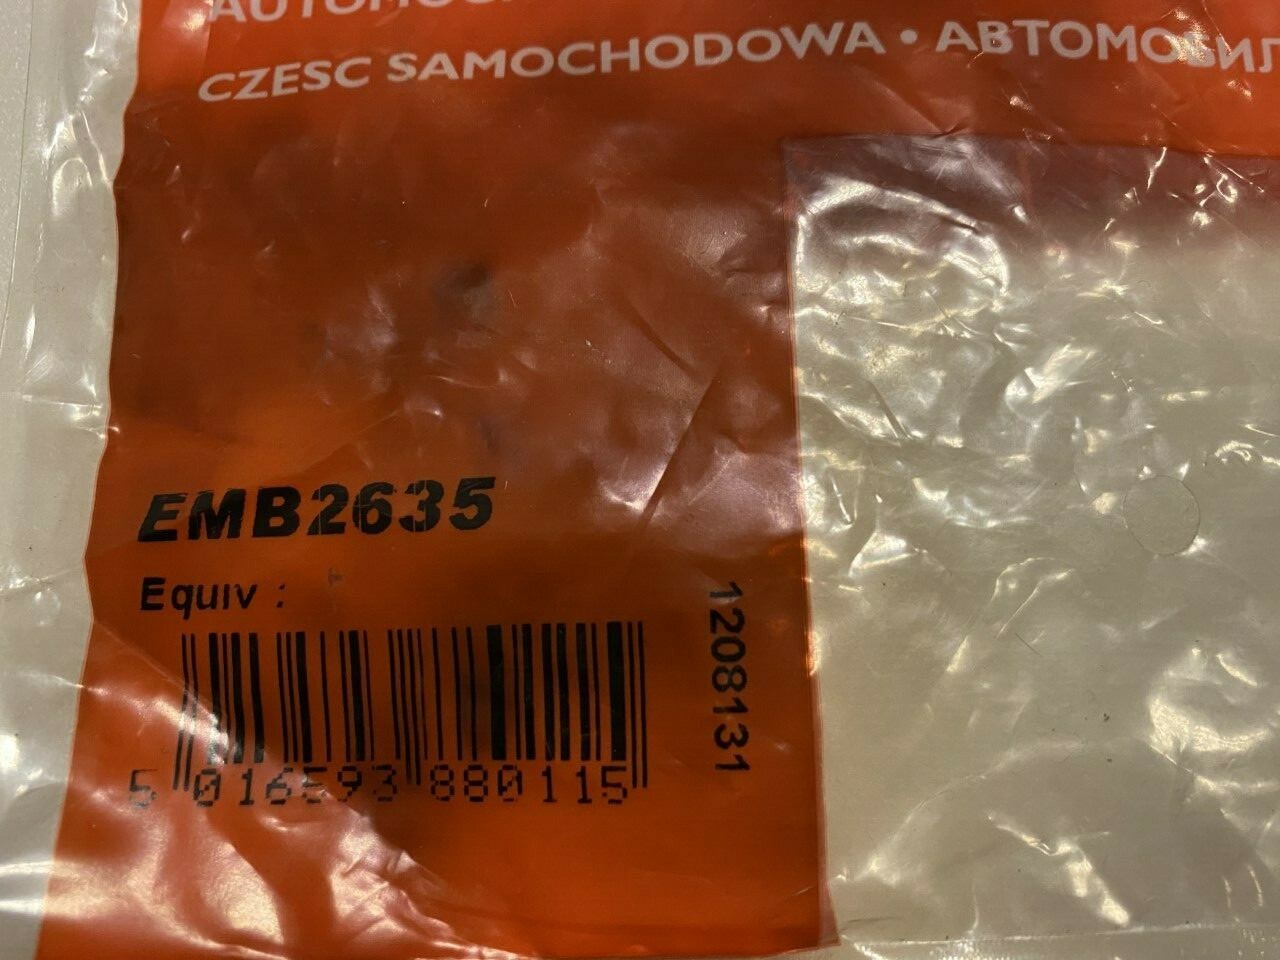 CZESC SAMOCHODOWA • АВТОМОБИЛ
EMB2635
Equiv :
5 016593 880115
1208131